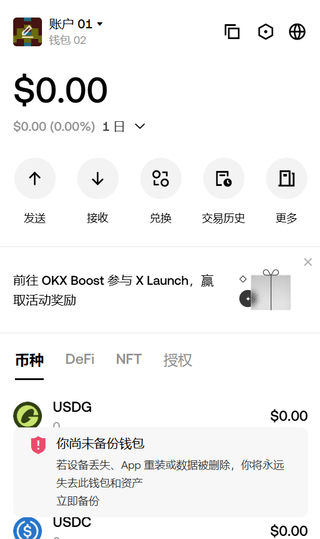 账户 01
钱包 02
$0.00
$0.00 (0.00%) 1 日
发送 接收 兑换 交易历史 更多
前往 OKX Boost 参与 X Launch，赢
取活动奖励
币种 DeFi NFT 授权
USDG $0.00
你尚未备份钱包
若设备丢失、App 重装或数据被删除，你将永远
失去此钱包和资产
立即备份
USDC $0.00